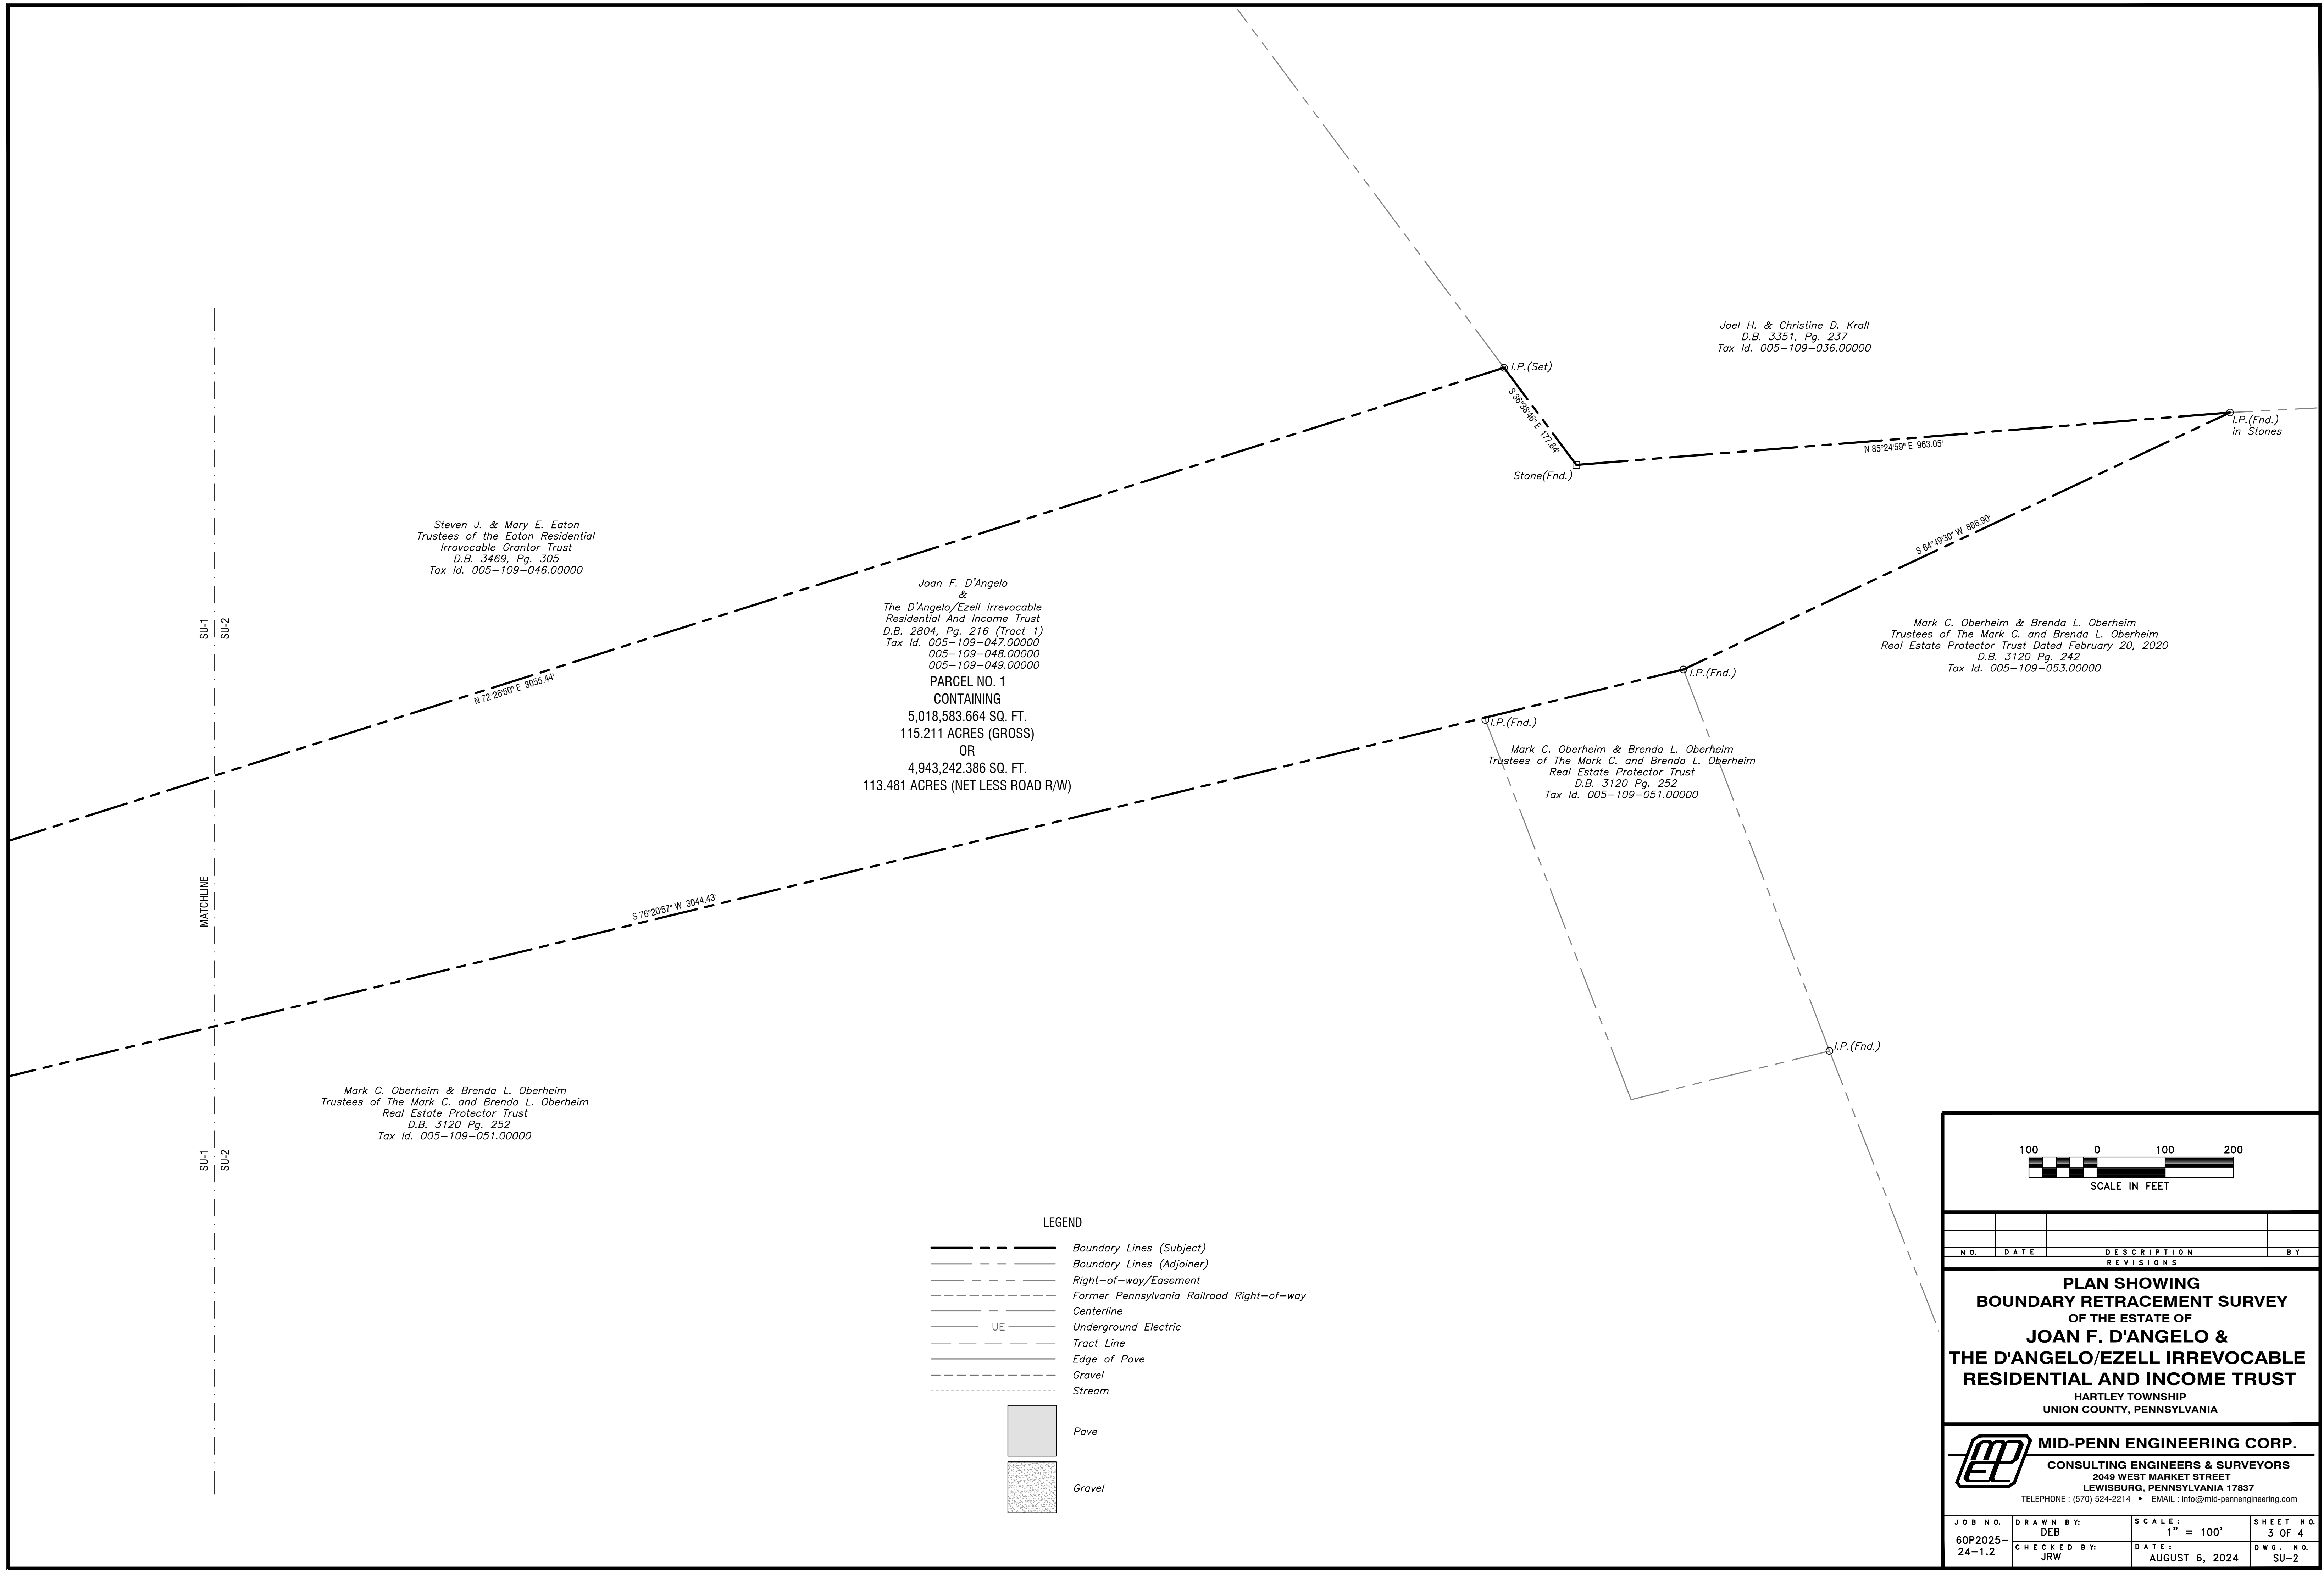 Joel H. & Christine D. Krall
D.B. 3351, Pg. 237
Tax Id. 005-109-036.00000
I.P.(Set)
S 36°38'46" E 177.84'
Stone(Fnd.)
N 85°24'59" E 963.05'
I.P.(Fnd.)
in Stones
S 64°49'30" W 886.90'
Steven J. & Mary E. Eaton
Trustees of the Eaton Residential
Irrovocable Grantor Trust
D.B. 3469, Pg. 305
Tax Id. 005-109-046.00000
Joan F. D'Angelo
&
The D'Angelo/Ezell Irrevocable
Residential And Income Trust
D.B. 2804, Pg. 216 (Tract 1)
Tax Id. 005-109-047.00000
005-109-048.00000
005-109-049.00000
PARCEL NO. 1
CONTAINING
5,018,583.664 SQ. FT.
115.211 ACRES (GROSS)
OR
4,943,242.386 SQ. FT.
113.481 ACRES (NET LESS ROAD R/W)
Mark C. Oberheim & Brenda L. Oberheim
Trustees of The Mark C. and Brenda L. Oberheim
Real Estate Protector Trust Dated February 20, 2020
D.B. 3120 Pg. 242
Tax Id. 005-109-053.00000
SU-1
SU-2
N 72°26'50" E 3055.44'
I.P.(Fnd.)
I.P.(Fnd.)
Mark C. Oberheim & Brenda L. Oberheim
Trustees of The Mark C. and Brenda L. Oberheim
Real Estate Protector Trust
D.B. 3120 Pg. 252
Tax Id. 005-109-051.00000
MATCHLINE
S 76°20'57" W 3044.43'
I.P.(Fnd.)
Mark C. Oberheim & Brenda L. Oberheim
Trustees of The Mark C. and Brenda L. Oberheim
Real Estate Protector Trust
D.B. 3120 Pg. 252
Tax Id. 005-109-051.00000
SU-1
SU-2
LEGEND
Boundary Lines (Subject)
Boundary Lines (Adjoiner)
Right-of-way/Easement
Former Pennsylvania Railroad Right-of-way
Centerline
UE Underground Electric
Tract Line
Edge of Pave
Gravel
Stream
Pave
Gravel
100 0 100 200
SCALE IN FEET
NO. DATE DESCRIPTION BY
REVISIONS
PLAN SHOWING
BOUNDARY RETRACEMENT SURVEY
OF THE ESTATE OF
JOAN F. D'ANGELO &
THE D'ANGELO/EZELL IRREVOCABLE
RESIDENTIAL AND INCOME TRUST
HARTLEY TOWNSHIP
UNION COUNTY, PENNSYLVANIA
MPEC
MID-PENN ENGINEERING CORP.
CONSULTING ENGINEERS & SURVEYORS
2049 WEST MARKET STREET
LEWISBURG, PENNSYLVANIA 17837
TELEPHONE : (570) 524-2214 • EMAIL : info@mid-pennengineering.com
JOB NO.
60P2025-
24-1.2
DRAWN BY:
DEB
CHECKED BY:
JRW
SCALE:
1" = 100'
DATE:
AUGUST 6, 2024
SHEET NO.
3 OF 4
DWG. NO.
SU-2